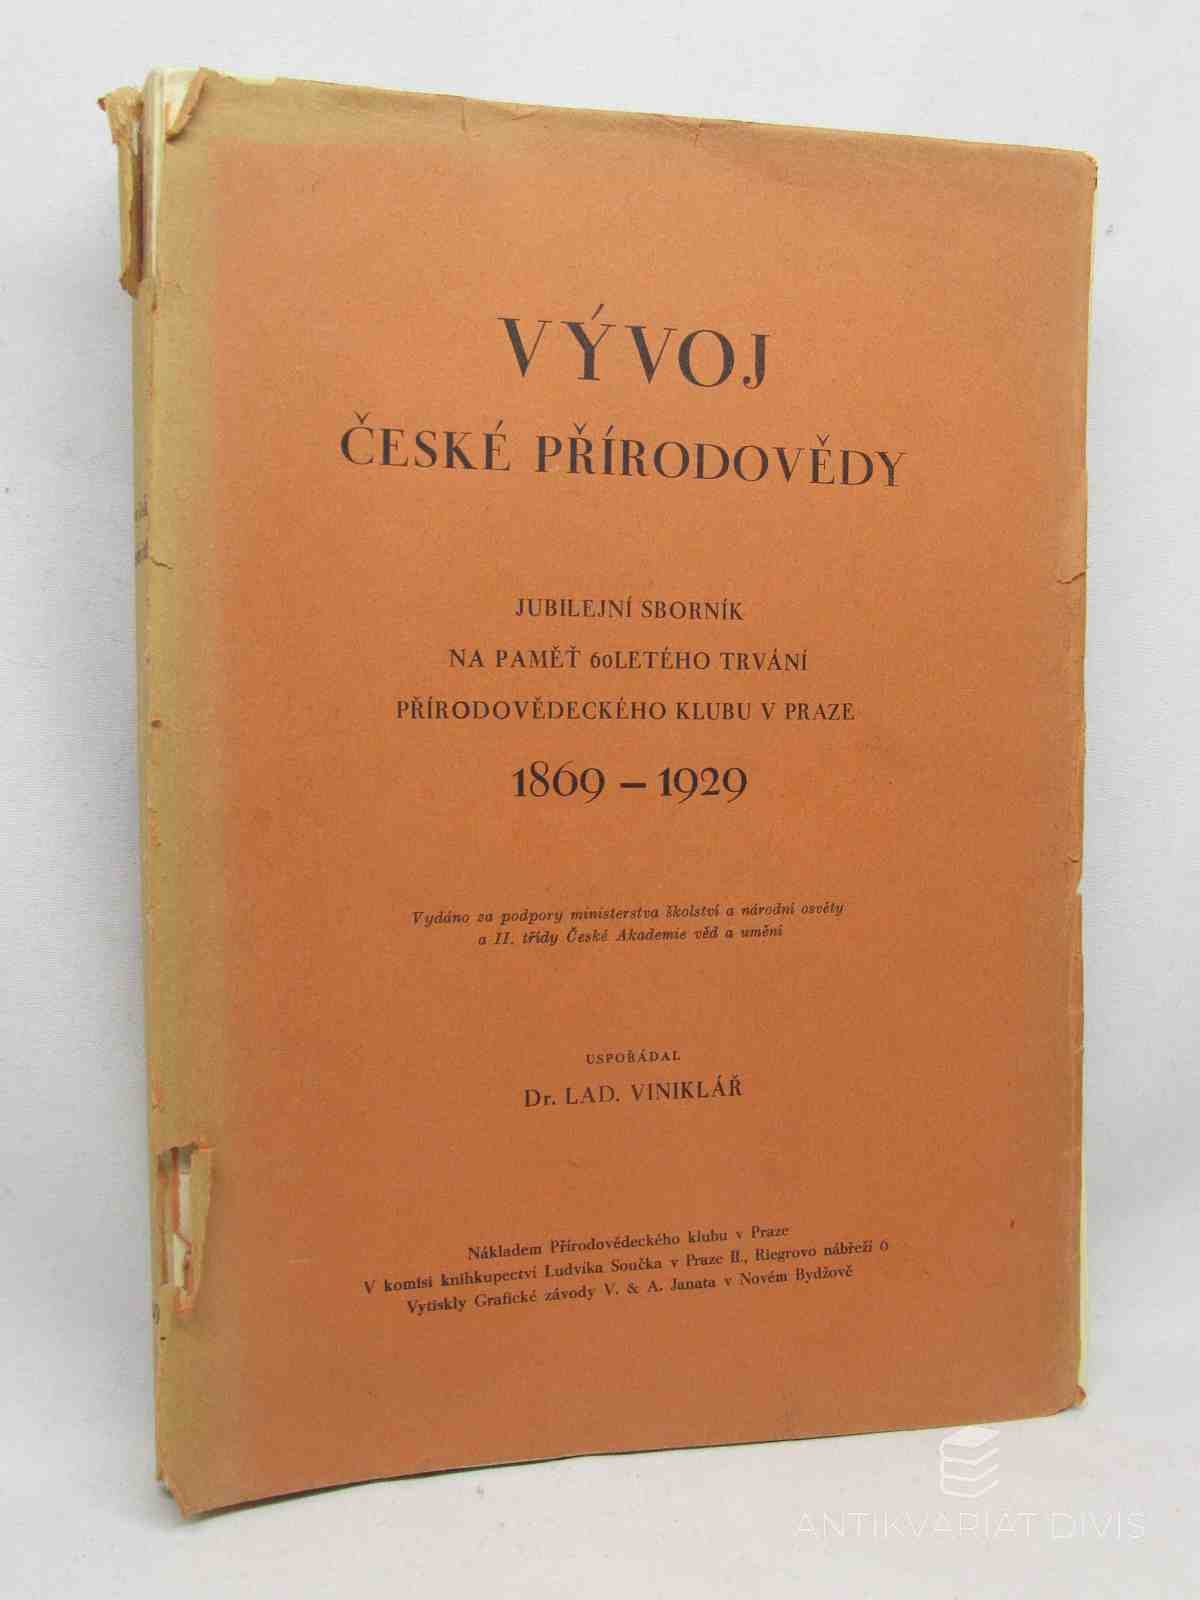 VÝVOJ
ČESKÉ PŘÍRODOVĚDY
JUBILEJNÍ SBORNÍK
NA PAMĚŤ 60LETÉHO TRVÁNÍ
PŘÍRODOVĚDECKÉHO KLUBU V PRAZE
1869 – 1929
Vydáno za podpory ministerstva školství a národní osvěty
a II. třídy České Akademie věd a umění
USPOŘÁDAL
Dr. LAD. VINIKLÁŘ
Nákladem Přírodovědeckého klubu v Praze
V komisi knihkupectví Ludvíka Součka v Praze II., Riegrovo nábřeží 6
Vytiskly Grafické závody V. & A. Janata v Novém Bydžově
ANTIKVARIÁT DIVIŠ